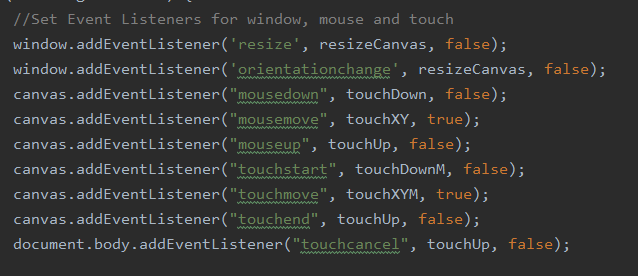 //Set Event Listeners for window, mouse and touch
window.addEventListener('resize', resizeCanvas, false);
window.addEventListener('orientationchange', resizeCanvas, false);
canvas.addEventListener("mousedown", touchDown, false);
canvas.addEventListener("mousemove", touchXY, true);
canvas.addEventListener("mouseup", touchUp, false);
canvas.addEventListener("touchstart", touchDownM, false);
canvas.addEventListener("touchmove", touchXYM, true);
canvas.addEventListener("touchend", touchUp, false);
document.body.addEventListener("touchcancel", touchUp, false);